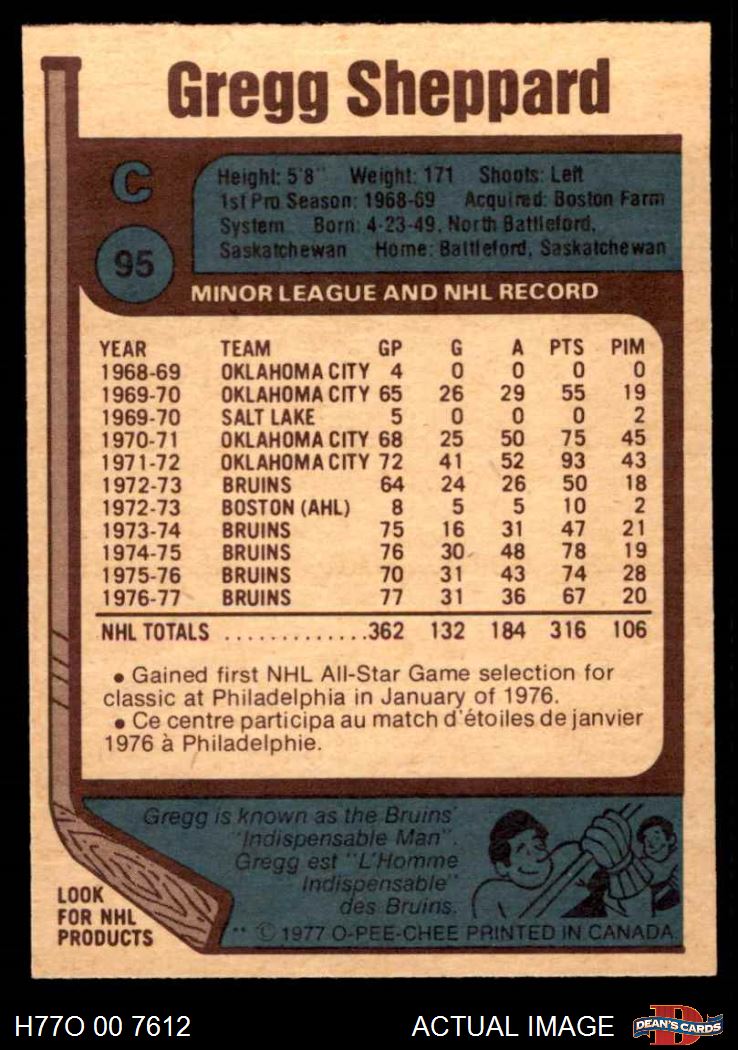 Gregg Sheppard
C
95
Height: 5'8" Weight: 171 Shoots: Left
1st Pro Season: 1968-69 Acquired: Boston Farm
System Born: 4-23-49, North Battleford,
Saskatchewan Home: Battleford, Saskatchewan
MINOR LEAGUE AND NHL RECORD
YEAR TEAM GP G A PTS PIM
1968-69 OKLAHOMA CITY 4 0 0 0 0
1969-70 OKLAHOMA CITY 65 26 29 55 19
1969-70 SALT LAKE 5 0 0 0 2
1970-71 OKLAHOMA CITY 68 25 50 75 45
1971-72 OKLAHOMA CITY 72 41 52 93 43
1972-73 BRUINS 64 24 26 50 18
1972-73 BOSTON (AHL) 8 5 5 10 2
1973-74 BRUINS 75 16 31 47 21
1974-75 BRUINS 76 30 48 78 19
1975-76 BRUINS 70 31 43 74 28
1976-77 BRUINS 77 31 36 67 20
NHL TOTALS .............362 132 184 316 106
• Gained first NHL All-Star Game selection for
classic at Philadelphia in January of 1976.
• Ce centre participa au match d'étoiles de janvier
1976 à Philadelphie.
Gregg is known as the Bruins'
"Indispensable Man".
Gregg est "L'Homme
Indispensable"
des Bruins.
LOOK
FOR NHL
PRODUCTS
** © 1977 O-PEE-CHEE PRINTED IN CANADA
H77O 00 7612 ACTUAL IMAGE
D
DEAN'S CARDS